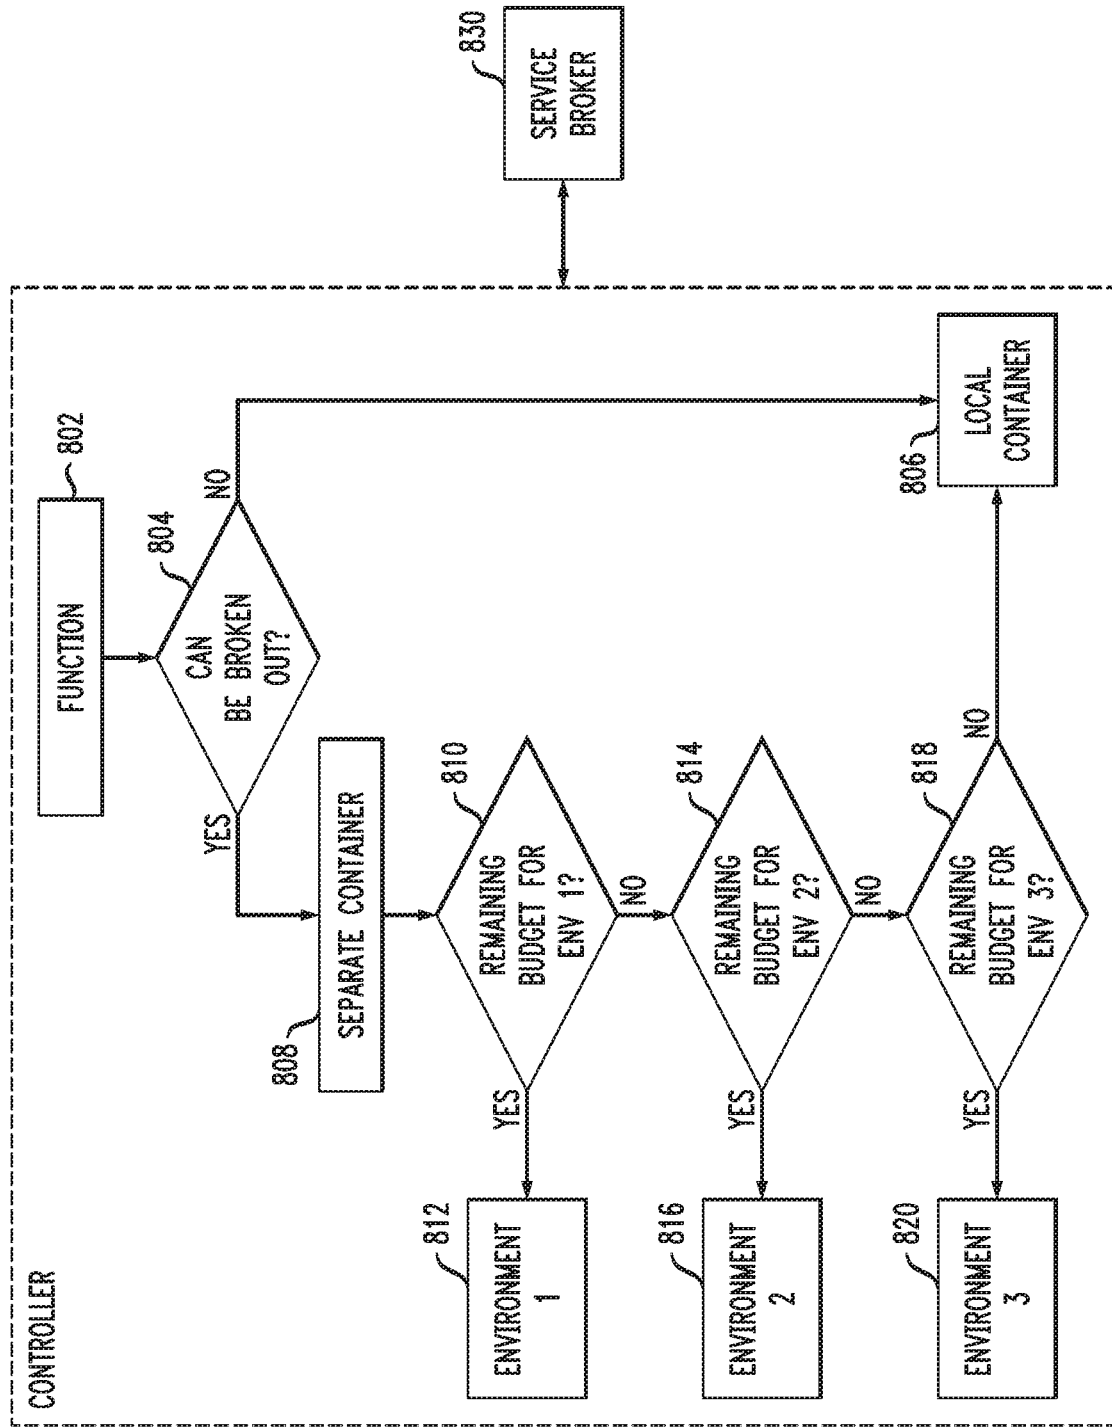 CONTROLLER
FUNCTION
802
CAN
BE BROKEN
OUT?
804
YES
NO
808
SEPARATE CONTAINER
REMAINING
BUDGET FOR
ENV 1?
810
YES
NO
ENVIRONMENT
1
812
REMAINING
BUDGET FOR
ENV 2?
814
YES
NO
ENVIRONMENT
2
816
REMAINING
BUDGET FOR
ENV 3?
818
YES
NO
ENVIRONMENT
3
820
806
LOCAL
CONTAINER
SERVICE
BROKER
830